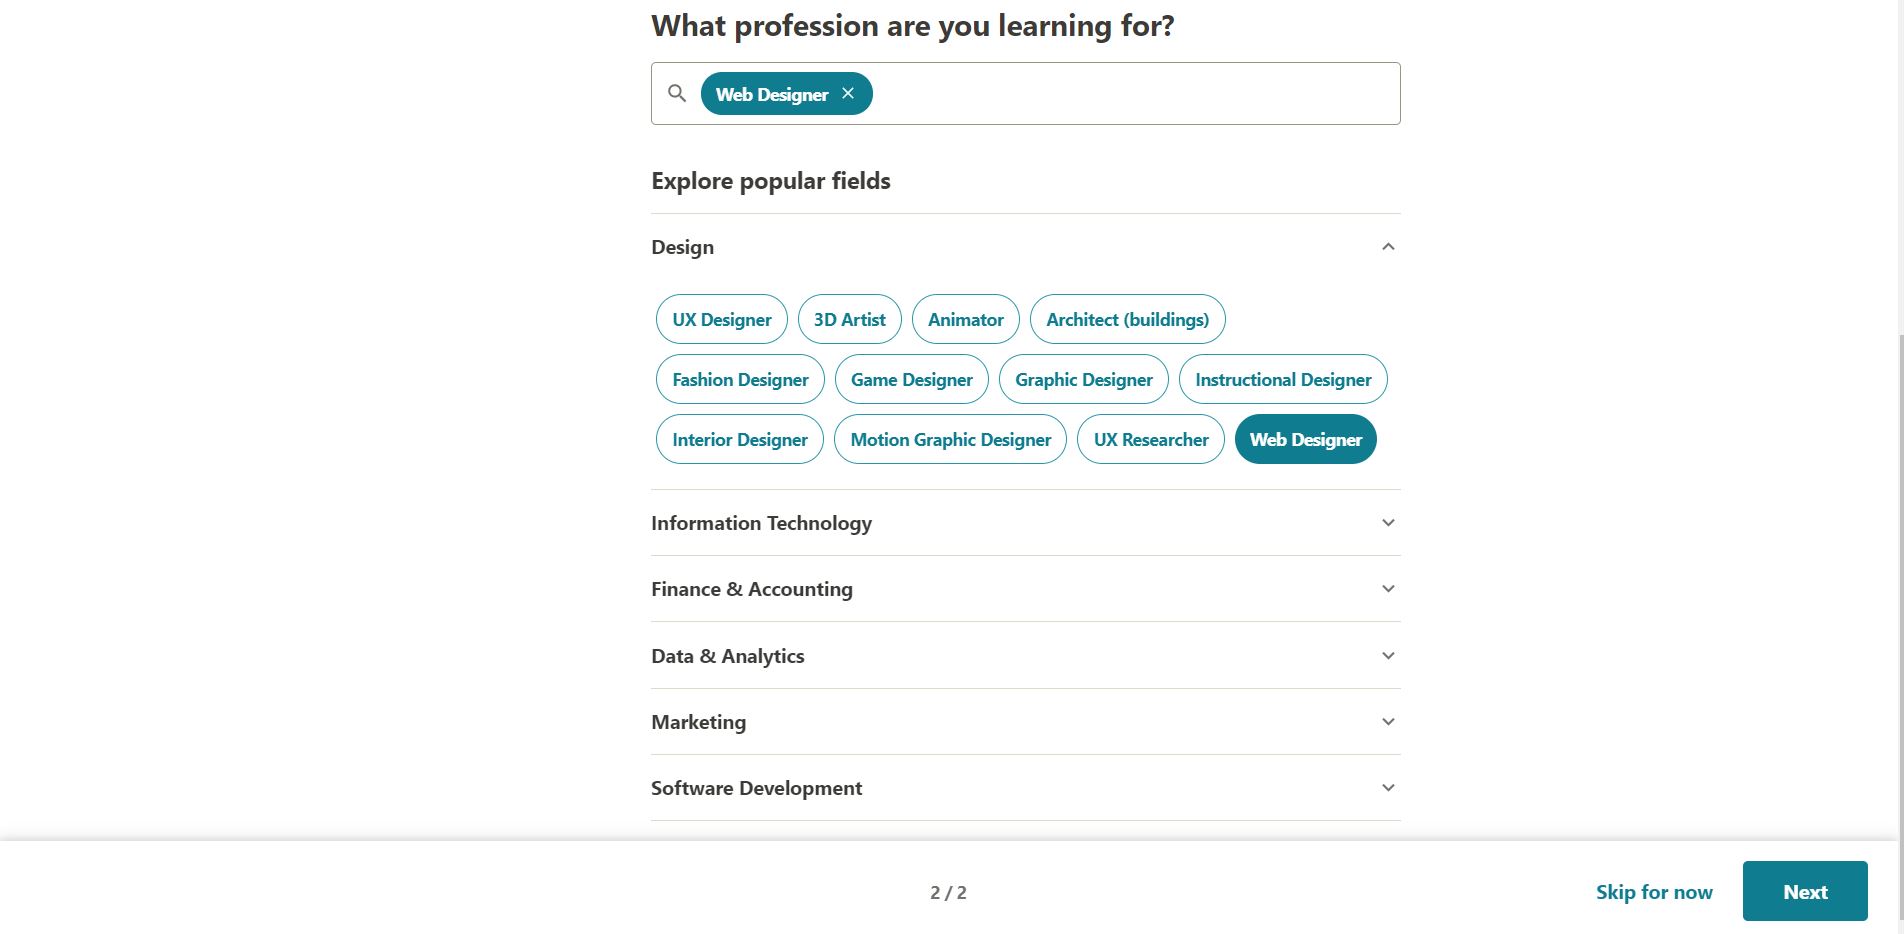 What profession are you learning for?
Web Designer
Explore popular fields
Design
UX Designer 3D Artist Animator Architect (buildings)
Fashion Designer Game Designer Graphic Designer Instructional Designer
Interior Designer Motion Graphic Designer UX Researcher Web Designer
Information Technology
Finance & Accounting
Data & Analytics
Marketing
Software Development
2 / 2 Skip for now Next